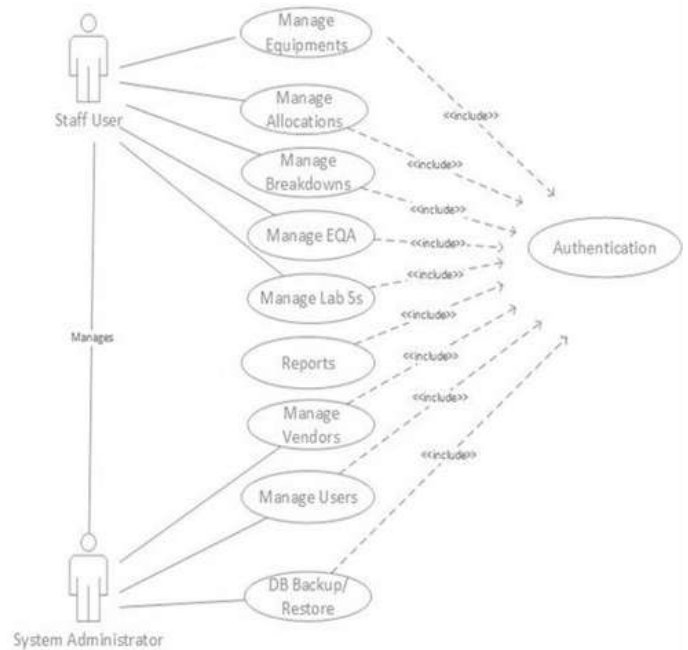 Manage
Equipments
Staff User
Manage
Allocations
<<include>>
Manage
Breakdowns
<<include>>
<<include>>
Manage EQA
<<include>>
Authentication
Manage Lab 5s
<<include>>
Manages
Reports
<<include>>
Manage
Vendors
<<include>>
<<include>>
Manage Users
<<include>>
DB Backup/
Restore
System Administrator